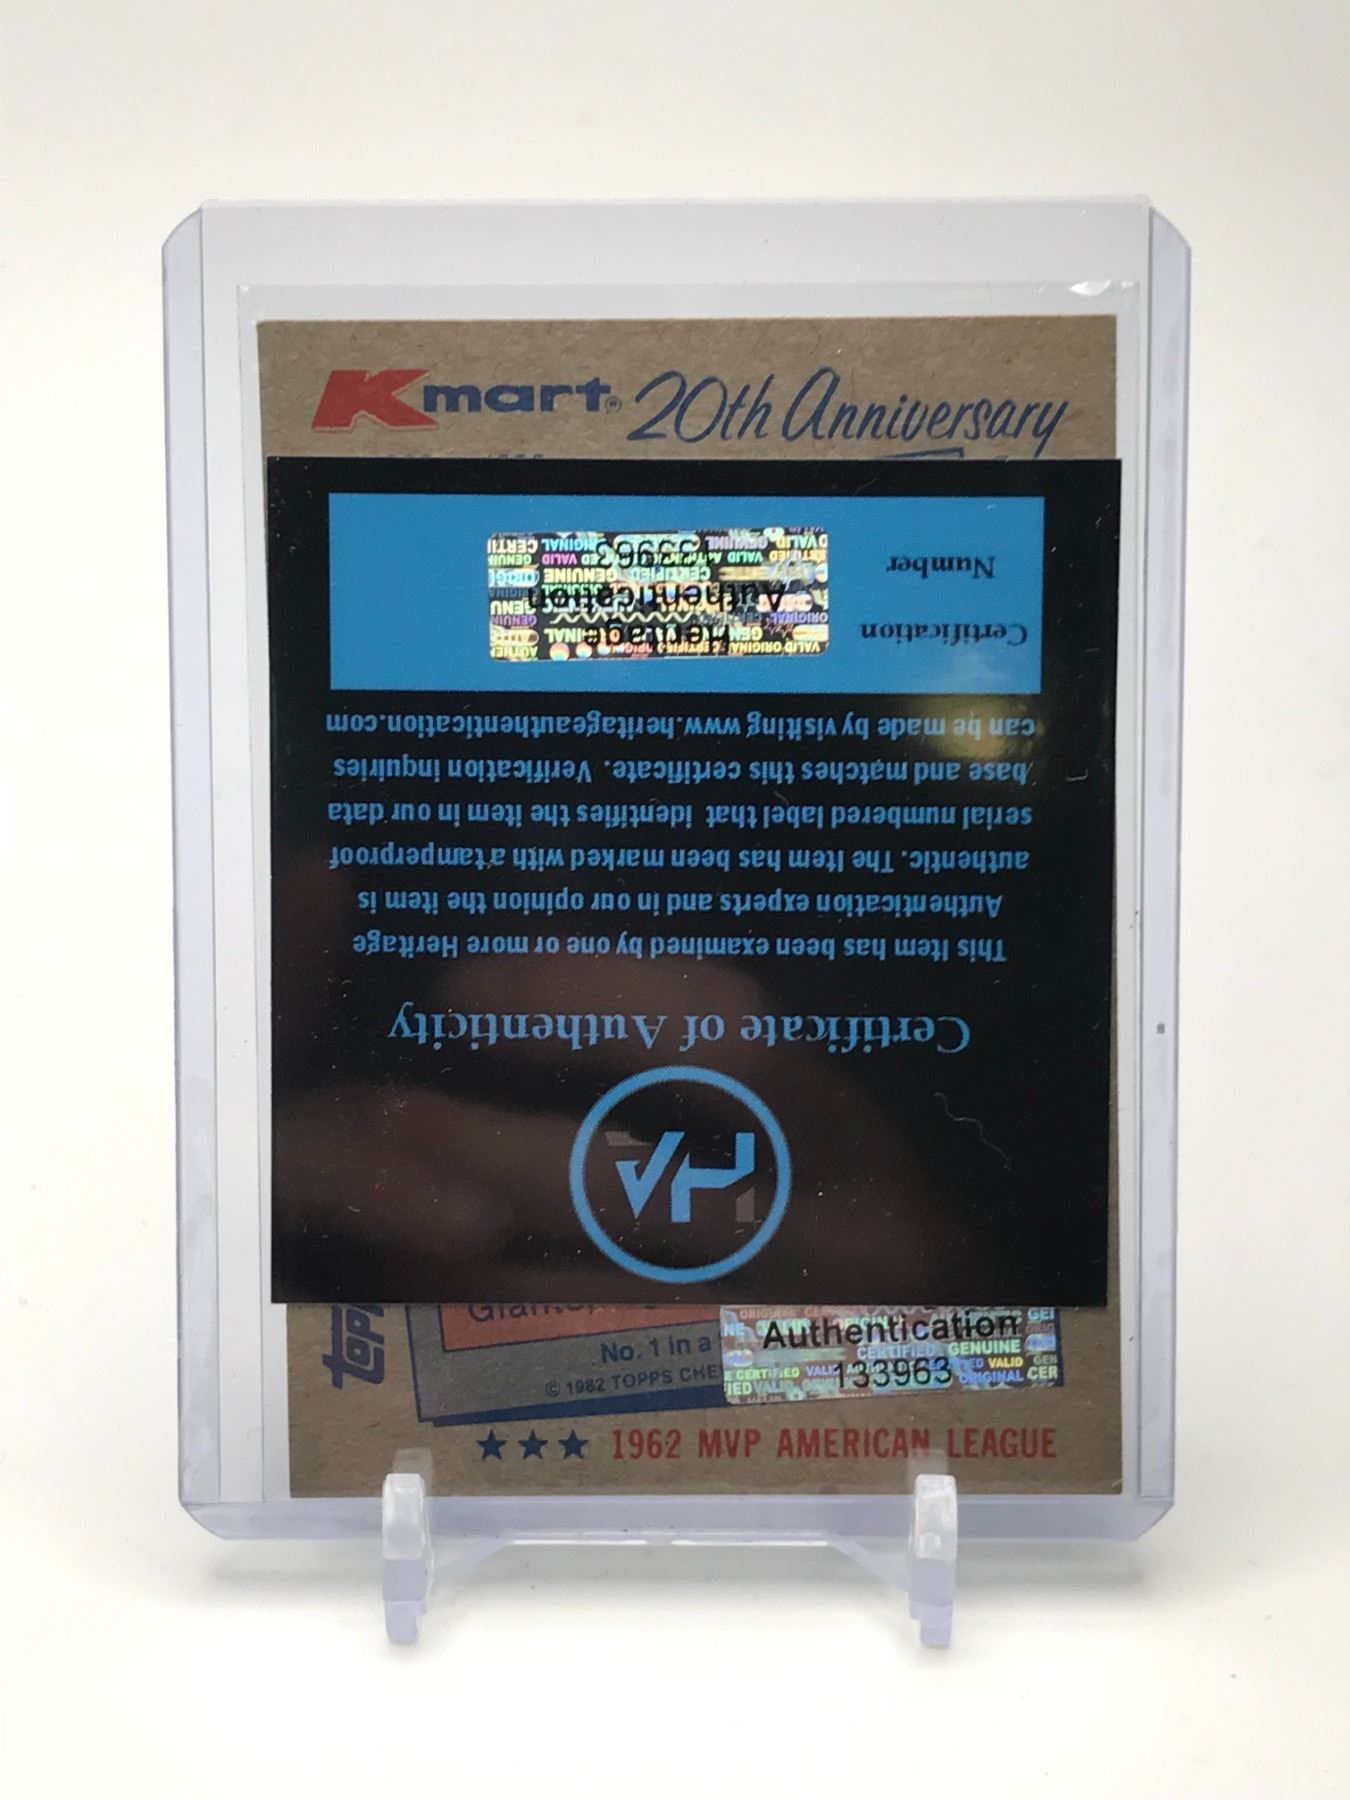 Kmart® 20th Anniversary
Certificate of Authenticity
This Item has been examined by one or more Heritage
Authentication experts and in our opinion the item is
authentic. The Item has been marked with a tamperproof
serial numbered label that identifies the item in our data
base and matches this certificate. Verification inquiries
can be made by visiting www.heritageauthentication.com
Certification
Number
Heritage
Authentication
33963
Giants,
No. 1 in a
© 1982 TOPPS CHE
Authentication
133963
★★★ 1962 MVP AMERICAN LEAGUE